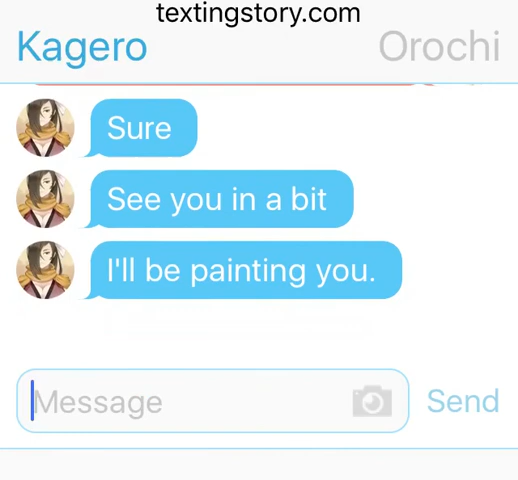 textingstory.com
Kagero Orochi
Sure
See you in a bit
I'll be painting you.
Message Send